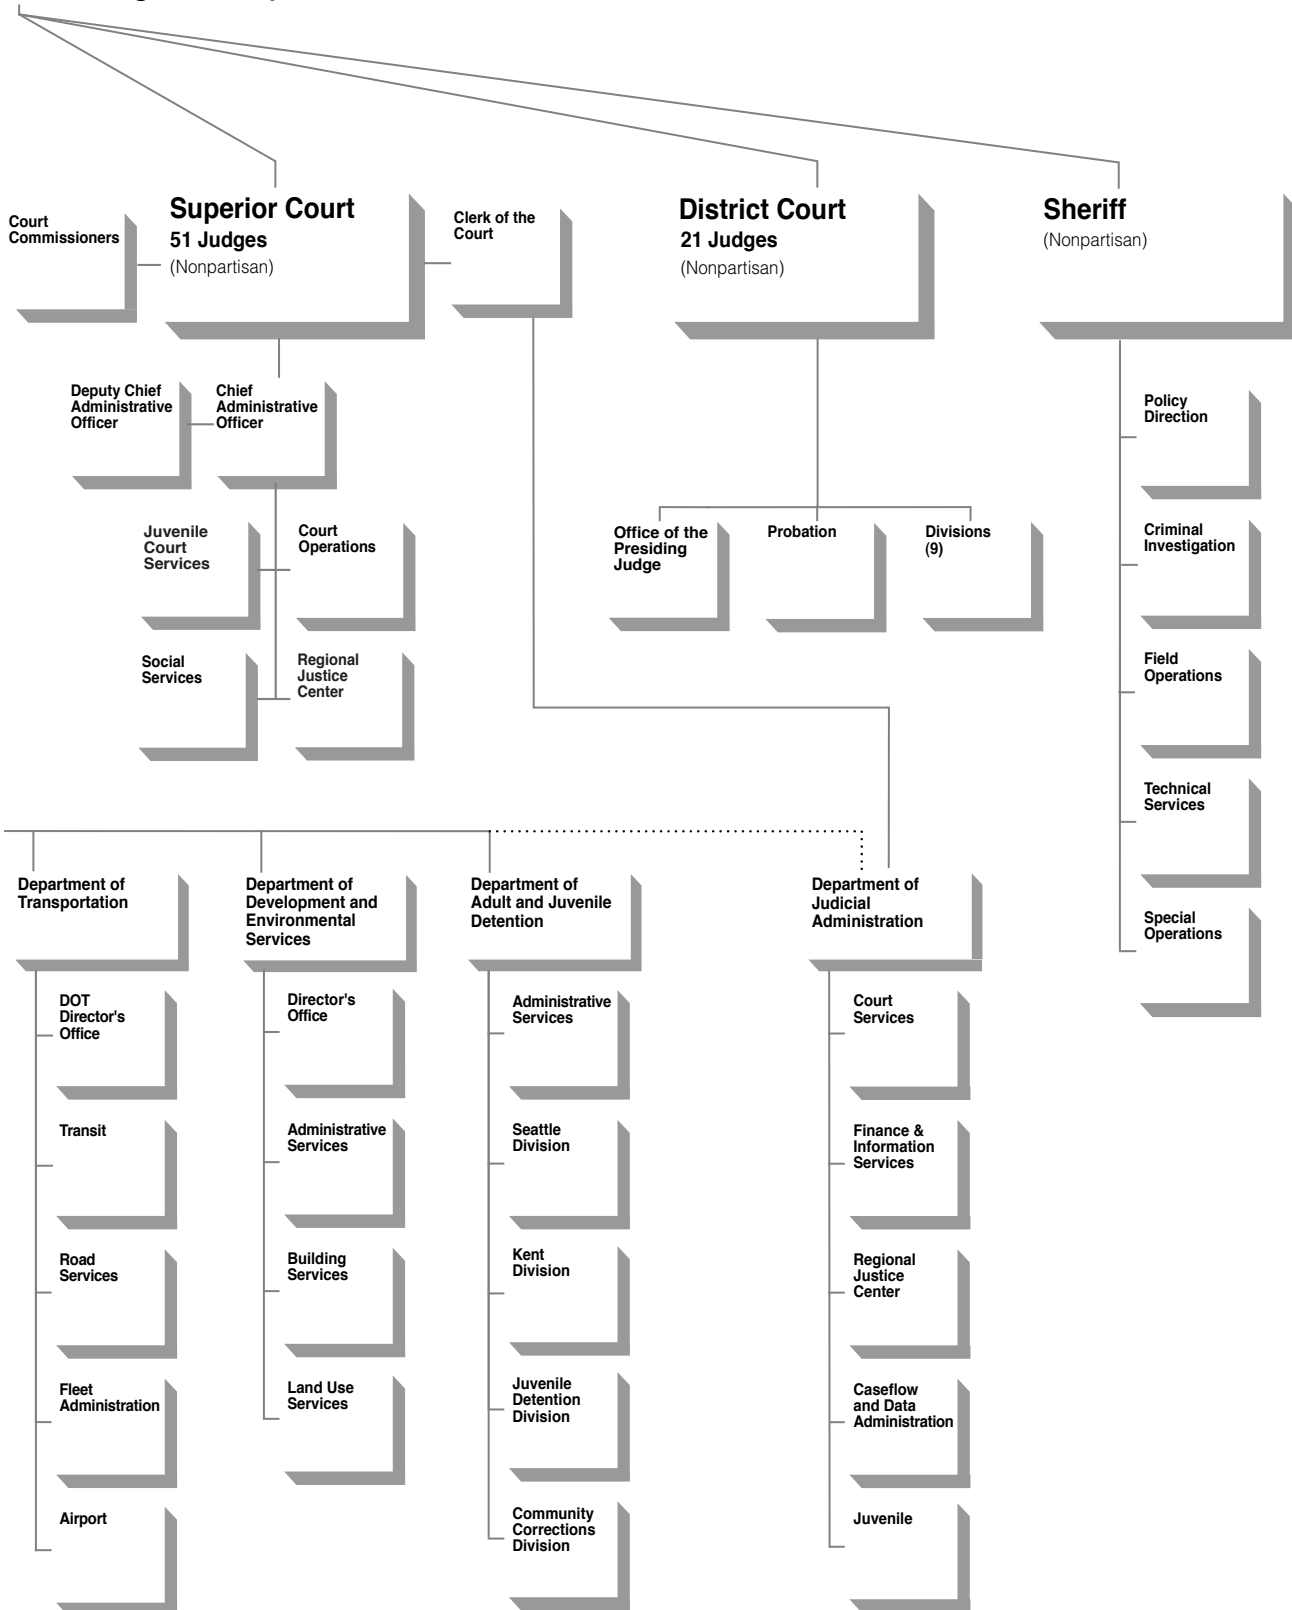 Court
Commissioners
Superior Court
51 Judges
(Nonpartisan)
Clerk of the
Court
District Court
21 Judges
(Nonpartisan)
Sheriff
(Nonpartisan)
Deputy Chief
Administrative
Officer
Chief
Administrative
Officer
Juvenile
Court
Services
Court
Operations
Social
Services
Regional
Justice
Center
Office of the
Presiding
Judge
Probation
Divisions
(9)
Policy
Direction
Criminal
Investigation
Field
Operations
Technical
Services
Special
Operations
Department of
Transportation
DOT
Director's
Office
Transit
Road
Services
Fleet
Administration
Airport
Department of
Development and
Environmental
Services
Director's
Office
Administrative
Services
Building
Services
Land Use
Services
Department of
Adult and Juvenile
Detention
Administrative
Services
Seattle
Division
Kent
Division
Juvenile
Detention
Division
Community
Corrections
Division
Department of
Judicial
Administration
Court
Services
Finance &
Information
Services
Regional
Justice
Center
Caseflow
and Data
Administration
Juvenile